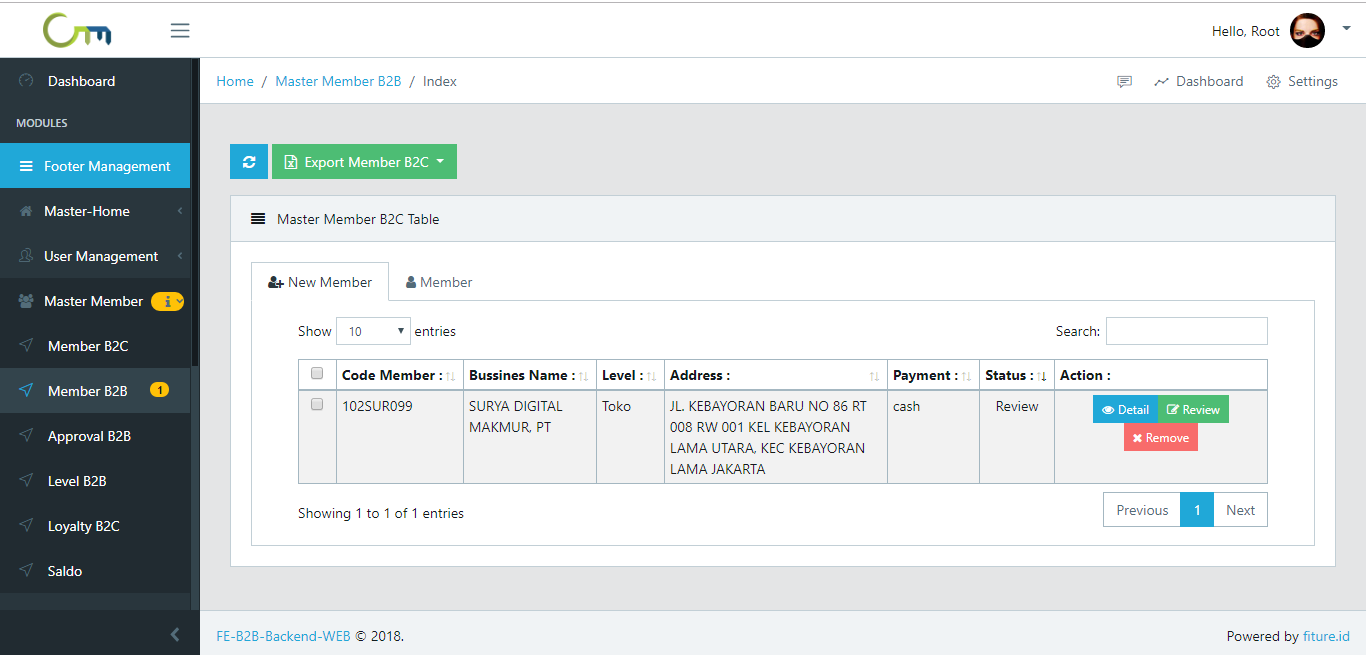 Hello, Root
Dashboard
MODULES
Footer Management
Master-Home
User Management
Master Member
Member B2C
Member B2B 1
Approval B2B
Level B2B
Loyalty B2C
Saldo
Home / Master Member B2B / Index
Dashboard Settings
Export Member B2C
Master Member B2C Table
New Member Member
Show 10 entries Search:
Code Member : Bussines Name : Level : Address : Payment : Status : Action :
102SUR099 SURYA DIGITAL MAKMUR, PT Toko JL. KEBAYORAN BARU NO 86 RT cash Review Detail Review
008 RW 001 KEL KEBAYORAN
LAMA UTARA, KEC KEBAYORAN
LAMA JAKARTA
Remove
Showing 1 to 1 of 1 entries
Previous 1 Next
FE-B2B-Backend-WEB © 2018. Powered by fiture.id